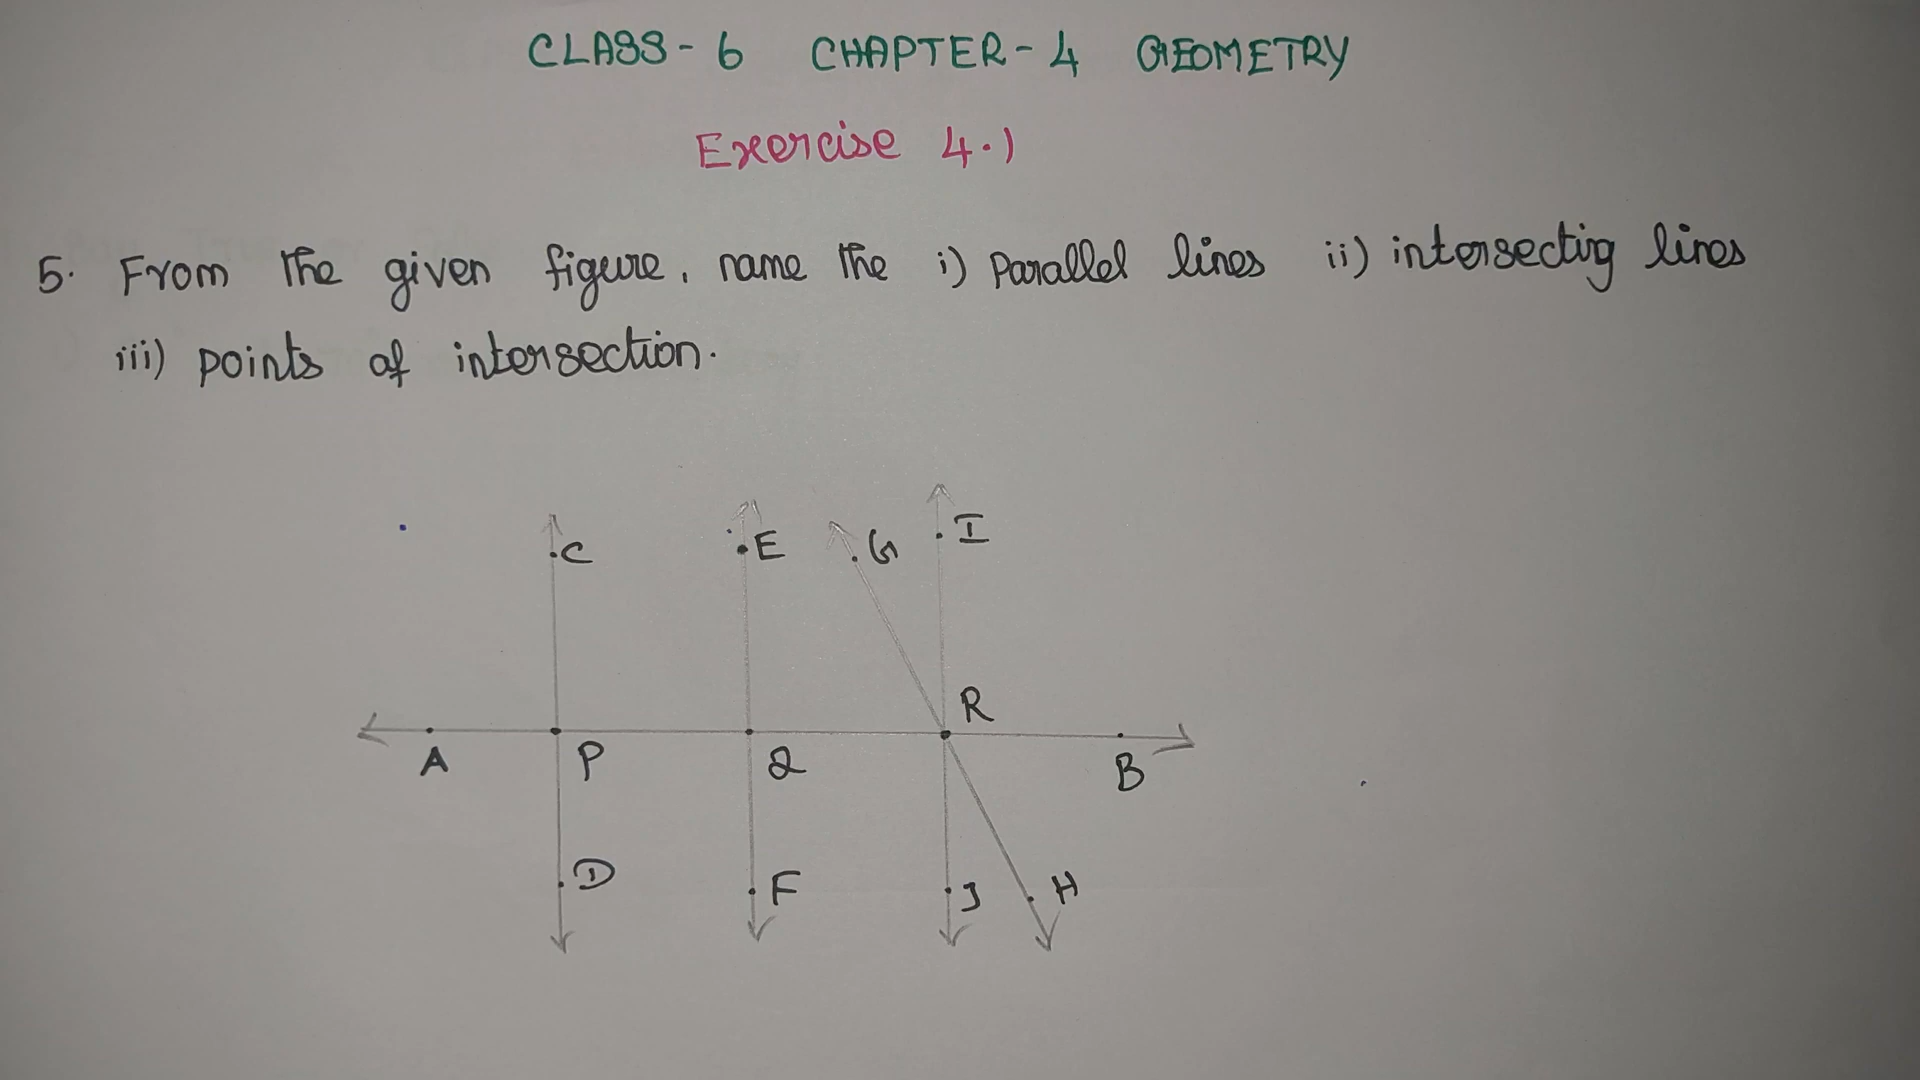 CLASS - 6 CHAPTER - 4 GEOMETRY
Exercise 4.1
5. From the given figure, name the i) Parallel lines ii) intersecting lines
iii) points of intersection.
C E G I
R
A P Q B
D F J H